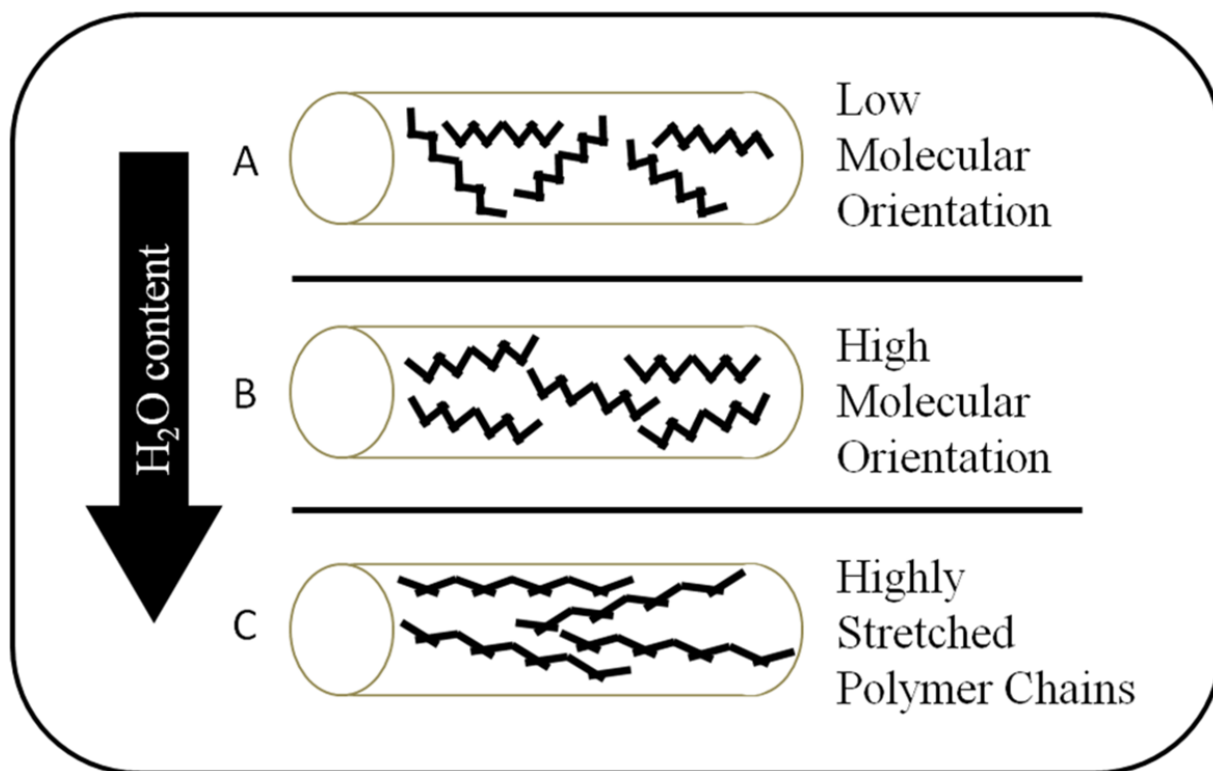 H₂O content
A
Low
Molecular
Orientation
B
High
Molecular
Orientation
C
Highly
Stretched
Polymer Chains